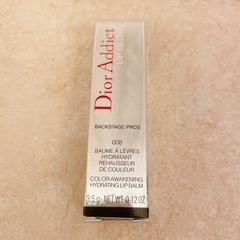 Dior Addict
BACKSTAGE PROS
008
BAUME À LÈVRES
HYDRATANT
REHAUSSEUR
DE COULEUR
COLOR AWAKENING
HYDRATING LIP BALM
3.5 g - NET WT 0.12 OZ